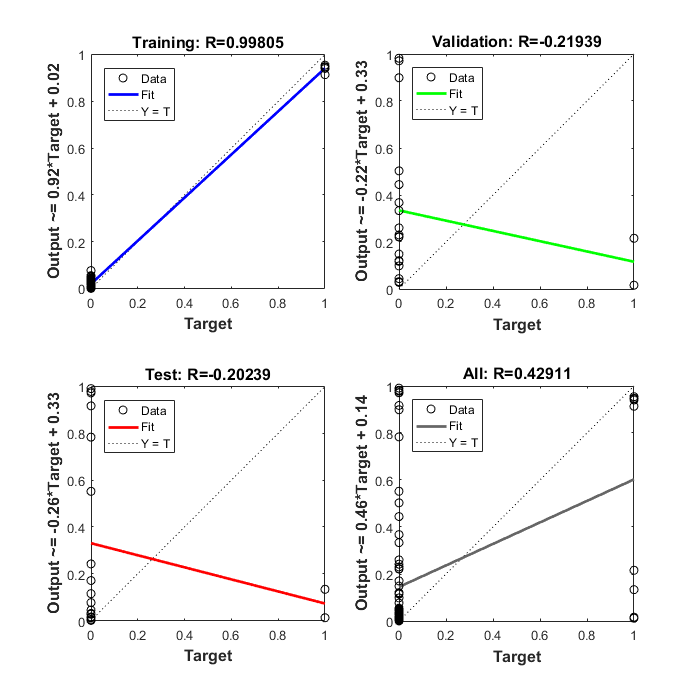 Training: R=0.99805
Output ~= 0.92*Target + 0.02
1
0.8
0.6
0.4
0.2
0
Data
Fit
Y = T
0 0.2 0.4 0.6 0.8 1
Target
Validation: R=-0.21939
Output ~= -0.22*Target + 0.33
1
0.8
0.6
0.4
0.2
0
Data
Fit
Y = T
0 0.2 0.4 0.6 0.8 1
Target
Test: R=-0.20239
Output ~= -0.26*Target + 0.33
1
0.8
0.6
0.4
0.2
0
Data
Fit
Y = T
0 0.2 0.4 0.6 0.8 1
Target
All: R=0.42911
Output ~= 0.46*Target + 0.14
1
0.8
0.6
0.4
0.2
0
Data
Fit
Y = T
0 0.2 0.4 0.6 0.8 1
Target